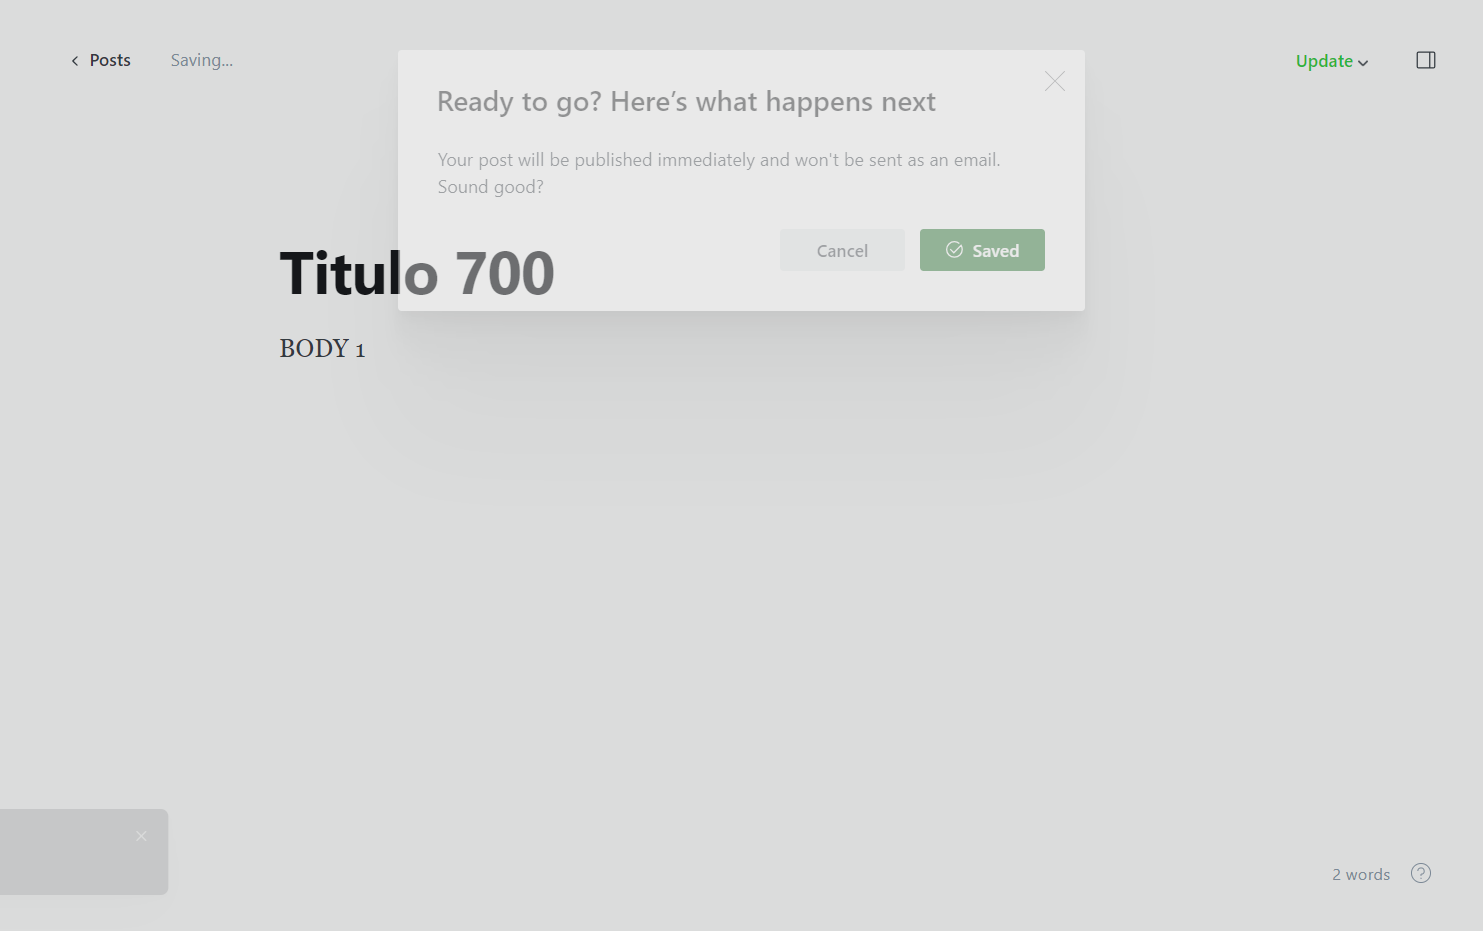 Posts
Saving...
Update
Ready to go? Here’s what happens next
Your post will be published immediately and won't be sent as an email.
Sound good?
Cancel
Saved
Titulo 700
BODY 1
2 words